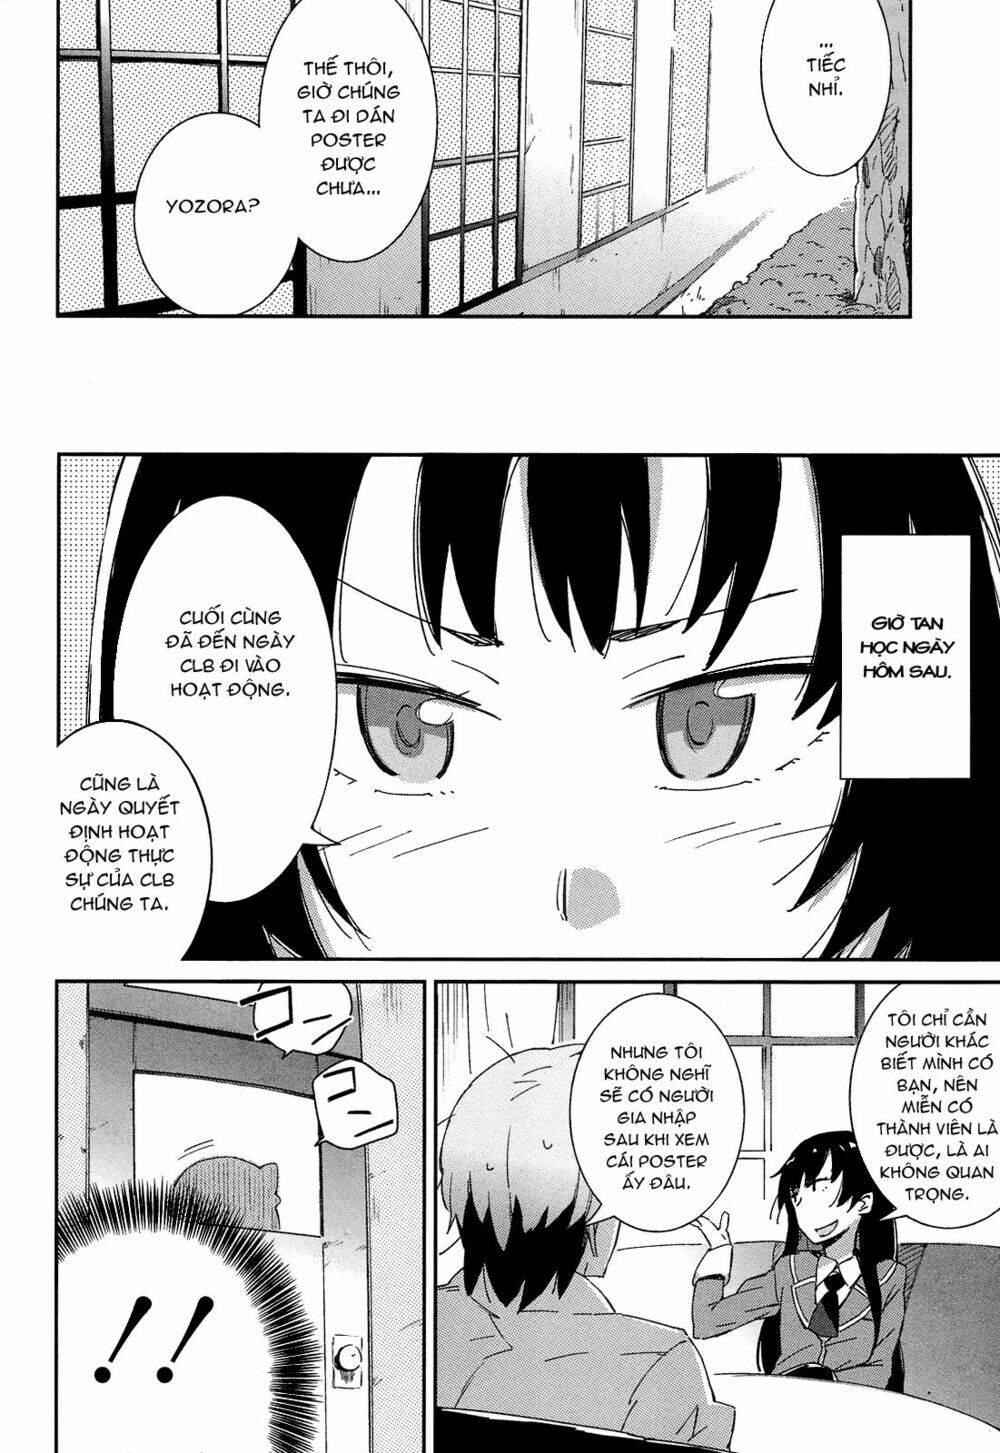 ...
TIẾC
NHỈ.
THẾ THÔI,
GIỜ CHÚNG
TA ĐI DÁN
POSTER
ĐƯỢC
CHƯA...
YOZORA?
GIỜ TAN
HỌC NGÀY
HÔM SAU.
CUỐI CÙNG
ĐÃ ĐẾN NGÀY
CLB ĐI VÀO
HOẠT ĐỘNG.
CŨNG LÀ
NGÀY QUYẾT
ĐỊNH HOẠT
ĐỘNG THỰC
SỰ CỦA CLB
CHÚNG TA.
TÔI CHỈ CẦN
NGƯỜI KHÁC
BIẾT MÌNH CÓ
BẠN, NÊN
MIỄN CÓ
THÀNH VIÊN LÀ
ĐƯỢC, LÀ AI
KHÔNG QUAN
TRỌNG.
NHƯNG TÔI
KHÔNG NGHĨ
SẼ CÓ NGƯỜI
GIA NHẬP
SAU KHI XEM
CÁI POSTER
ẤY ĐÂU.
コン
コン
!!